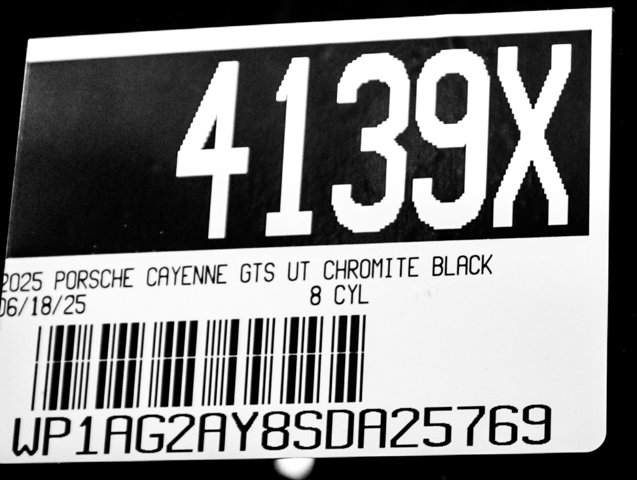 4139X
2025 PORSCHE CAYENNE GTS UT CHROMITE BLACK
06/18/25 8 CYL
WP1AG2AY8SDA25769